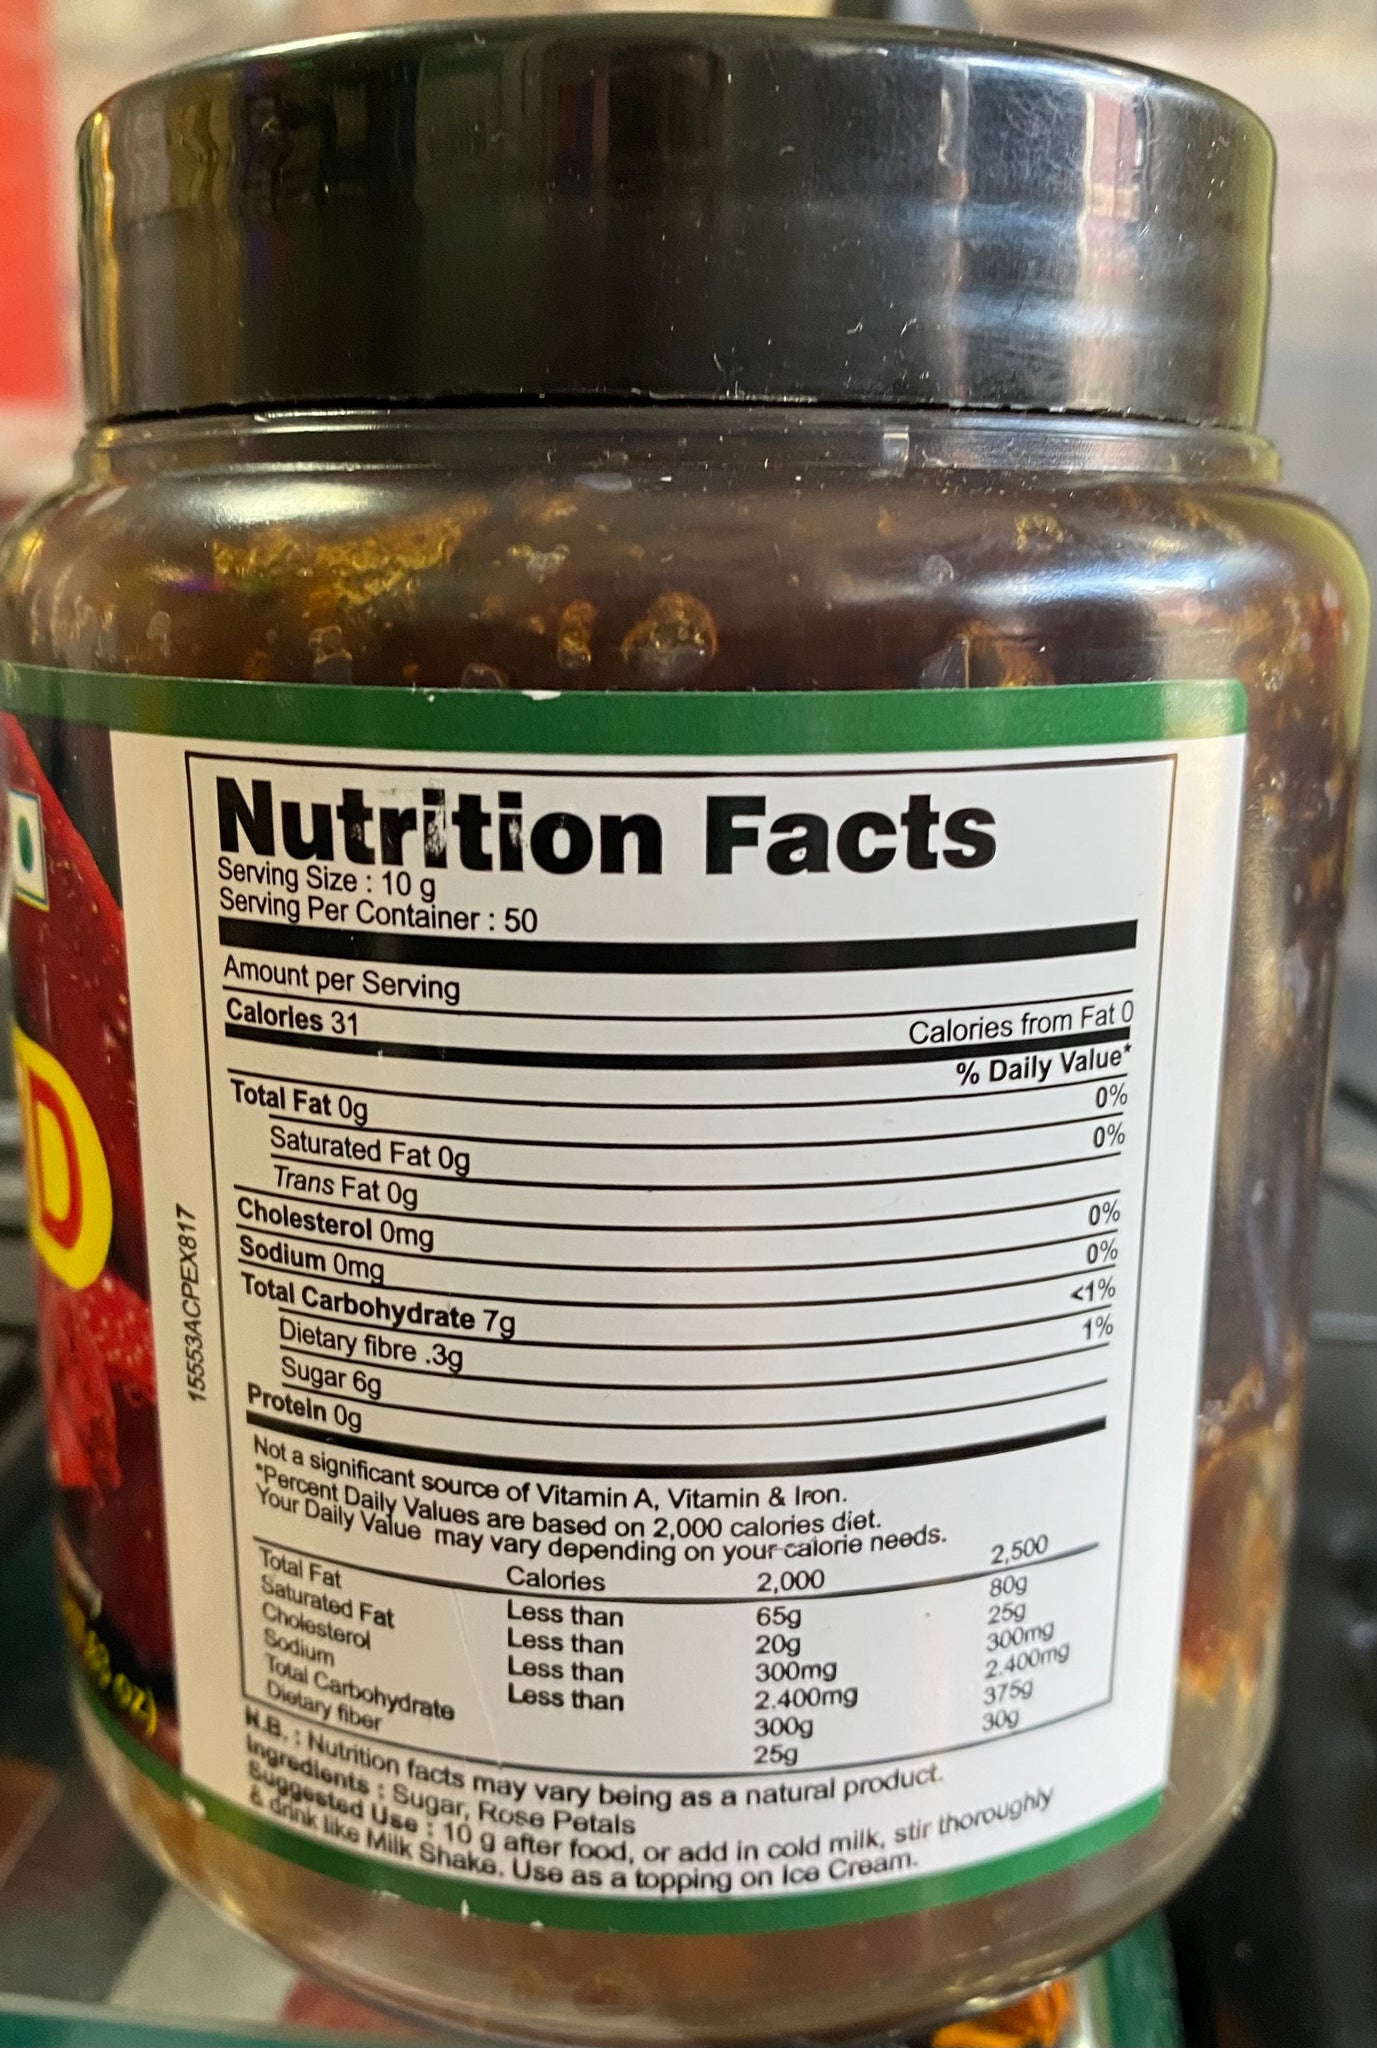 Nutrition Facts
Serving Size : 10 g
Serving Per Container : 50
Amount per Serving
Calories 31 Calories from Fat 0
% Daily Value*
Total Fat 0g 0%
Saturated Fat 0g 0%
Trans Fat 0g
Cholesterol 0mg 0%
Sodium 0mg 0%
Total Carbohydrate 7g <1%
Dietary fibre .3g 1%
Sugar 6g
Protein 0g
Not a significant source of Vitamin A, Vitamin & Iron.
*Percent Daily Values are based on 2,000 calories diet.
Your Daily Value may vary depending on your calorie needs.
Calories 2,000 2,500
Total Fat Less than 65g 80g
Saturated Fat Less than 20g 25g
Cholesterol Less than 300mg 300mg
Sodium Less than 2.400mg 2.400mg
Total Carbohydrate 300g 375g
Dietary fiber 25g 30g
N.B. : Nutrition facts may vary being as a natural product.
Ingredients : Sugar, Rose Petals
Suggested Use : 10 g after food, or add in cold milk, stir thoroughly
& drink like Milk Shake. Use as a topping on Ice Cream.
15553ACPEX817
D
OZ)